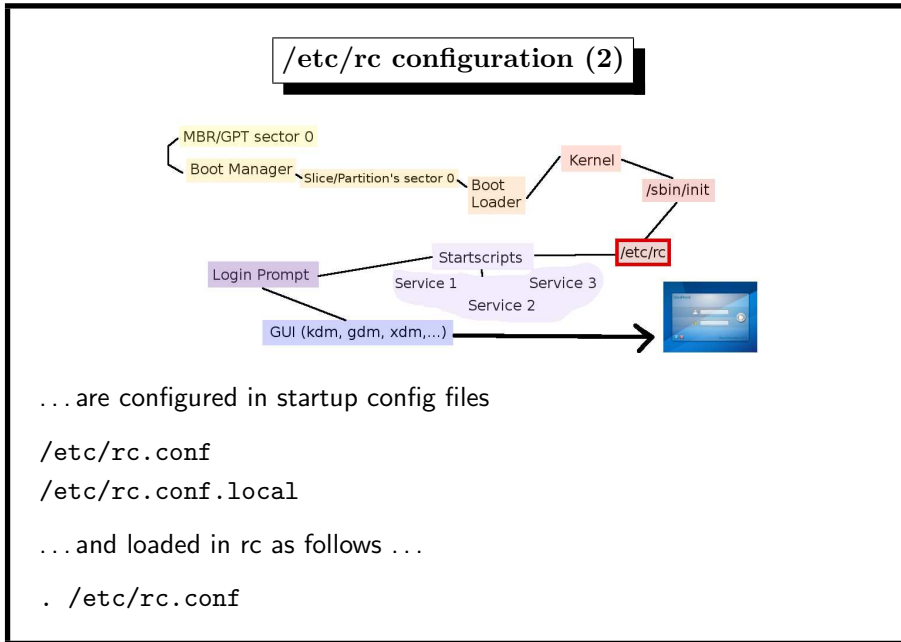 /etc/rc configuration (2)
MBR/GPT sector 0
Boot Manager
Slice/Partition's sector 0
Boot
Loader
Kernel
/sbin/init
/etc/rc
Startscripts
Service 1
Service 2
Service 3
Login Prompt
GUI (kdm, gdm, xdm,...)
...are configured in startup config files
/etc/rc.conf
/etc/rc.conf.local
...and loaded in rc as follows ...
. /etc/rc.conf